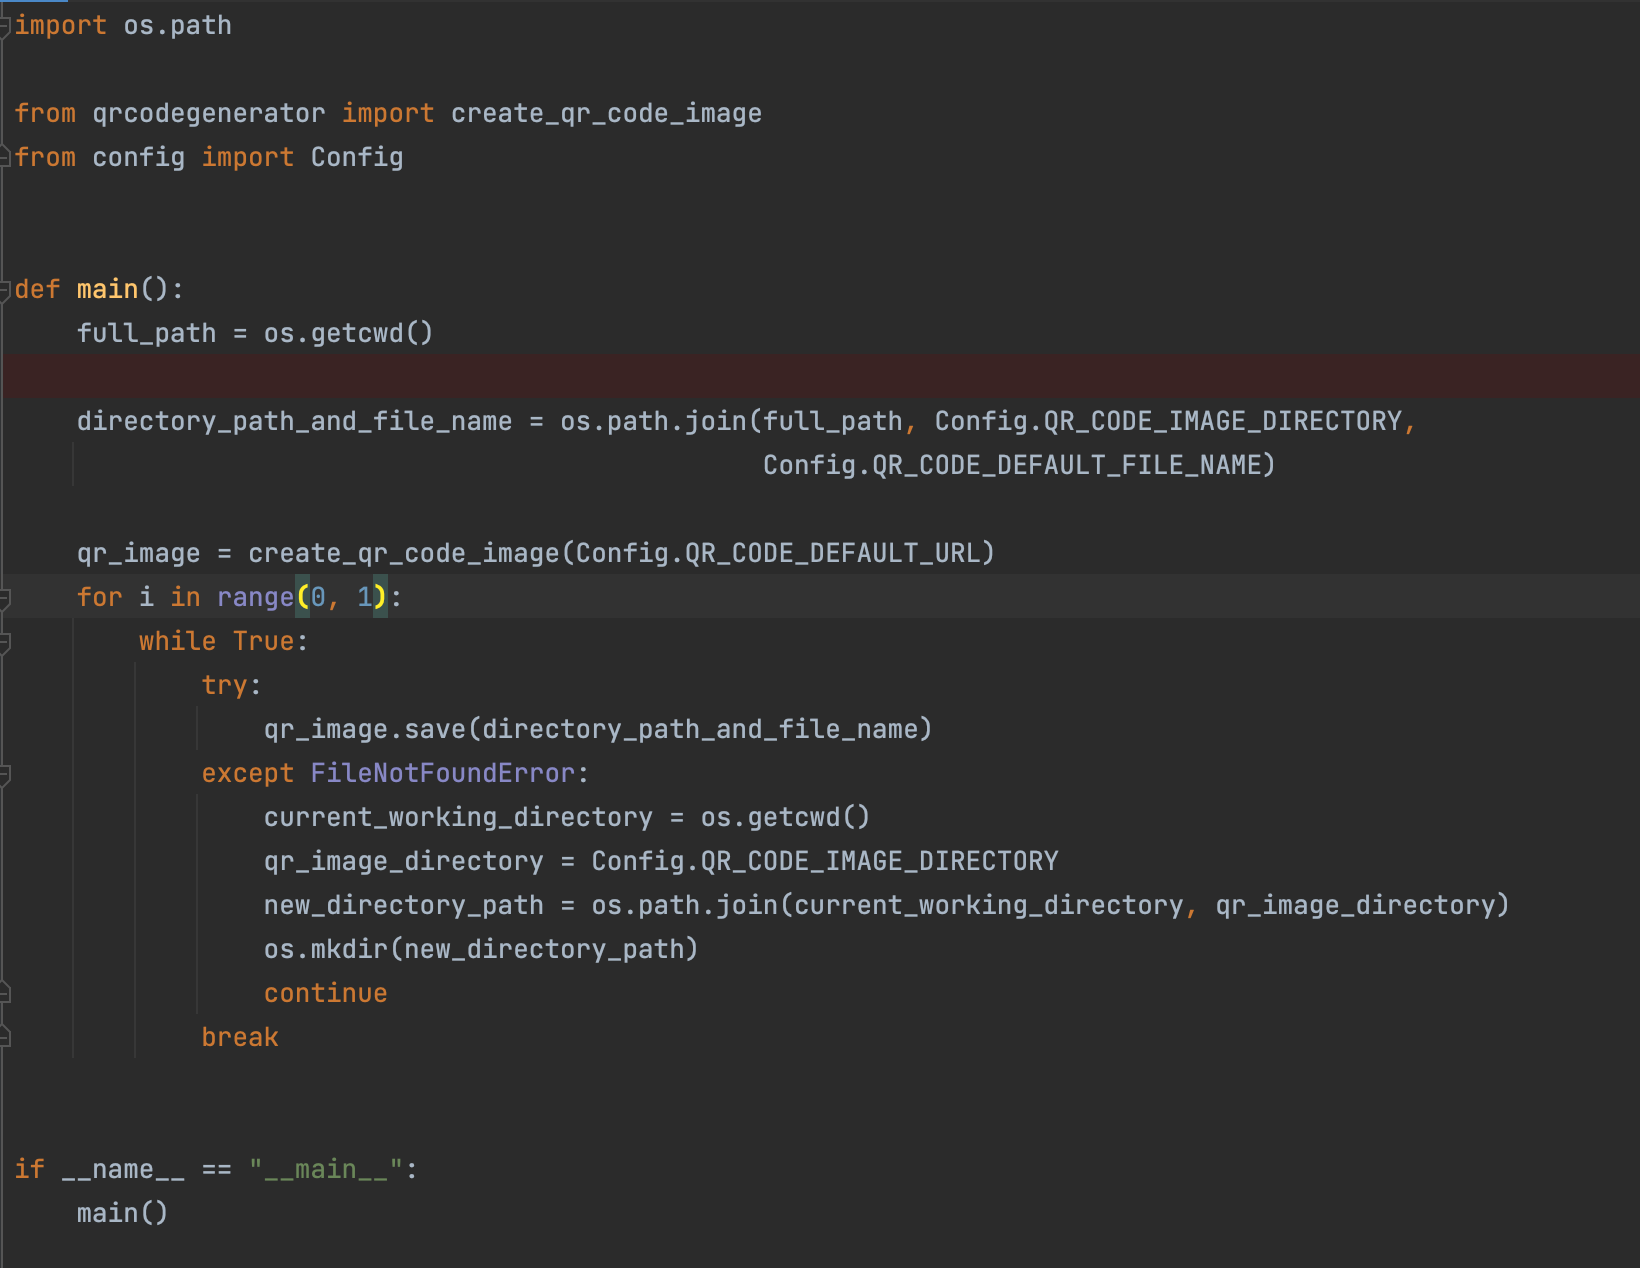 import os.path
from qrcodegenerator import create_qr_code_image
from config import Config
def main():
    full_path = os.getcwd()
    directory_path_and_file_name = os.path.join(full_path, Config.QR_CODE_IMAGE_DIRECTORY,
                                                Config.QR_CODE_DEFAULT_FILE_NAME)
    qr_image = create_qr_code_image(Config.QR_CODE_DEFAULT_URL)
    for i in range(0, 1):
        while True:
            try:
                qr_image.save(directory_path_and_file_name)
            except FileNotFoundError:
                current_working_directory = os.getcwd()
                qr_image_directory = Config.QR_CODE_IMAGE_DIRECTORY
                new_directory_path = os.path.join(current_working_directory, qr_image_directory)
                os.mkdir(new_directory_path)
                continue
            break
if __name__ == "__main__":
    main()